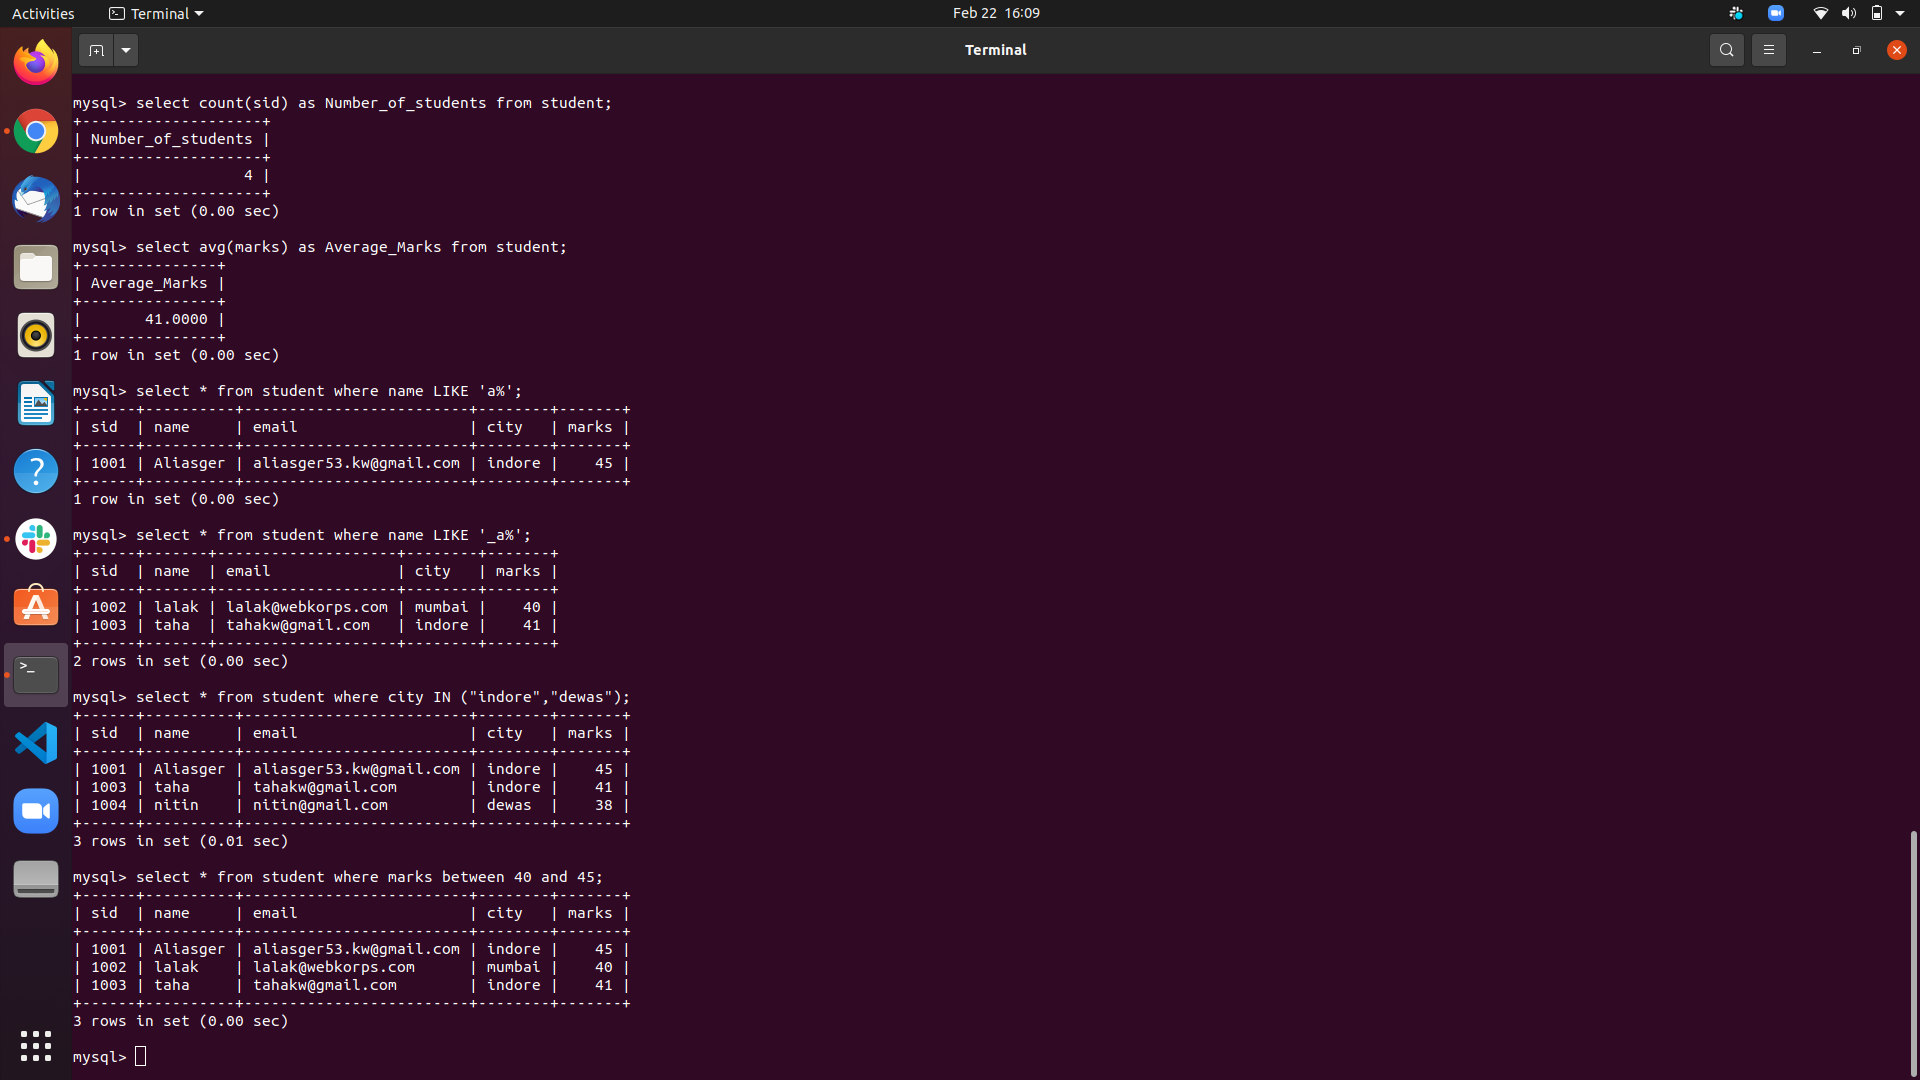 Activities
Terminal
Feb 22 16:09
Terminal
mysql> select count(sid) as Number_of_students from student;
+--------------------+
| Number_of_students |
+--------------------+
|                  4 |
+--------------------+
1 row in set (0.00 sec)
mysql> select avg(marks) as Average_Marks from student;
+---------------+
| Average_Marks |
+---------------+
|       41.0000 |
+---------------+
1 row in set (0.00 sec)
mysql> select * from student where name LIKE 'a%';
+------+----------+-------------------------+--------+-------+
| sid  | name     | email                   | city   | marks |
+------+----------+-------------------------+--------+-------+
| 1001 | Aliasger | aliasger53.kw@gmail.com | indore |    45 |
+------+----------+-------------------------+--------+-------+
1 row in set (0.00 sec)
mysql> select * from student where name LIKE '_a%';
+------+-------+--------------------+--------+-------+
| sid  | name  | email              | city   | marks |
+------+-------+--------------------+--------+-------+
| 1002 | lalak | lalak@webkorps.com | mumbai |    40 |
| 1003 | taha  | tahakw@gmail.com   | indore |    41 |
+------+-------+--------------------+--------+-------+
2 rows in set (0.00 sec)
mysql> select * from student where city IN ("indore","dewas");
+------+----------+-------------------------+--------+-------+
| sid  | name     | email                   | city   | marks |
+------+----------+-------------------------+--------+-------+
| 1001 | Aliasger | aliasger53.kw@gmail.com | indore |    45 |
| 1003 | taha     | tahakw@gmail.com        | indore |    41 |
| 1004 | nitin    | nitin@gmail.com         | dewas  |    38 |
+------+----------+-------------------------+--------+-------+
3 rows in set (0.01 sec)
mysql> select * from student where marks between 40 and 45;
+------+----------+-------------------------+--------+-------+
| sid  | name     | email                   | city   | marks |
+------+----------+-------------------------+--------+-------+
| 1001 | Aliasger | aliasger53.kw@gmail.com | indore |    45 |
| 1002 | lalak    | lalak@webkorps.com      | mumbai |    40 |
| 1003 | taha     | tahakw@gmail.com        | indore |    41 |
+------+----------+-------------------------+--------+-------+
3 rows in set (0.00 sec)
mysql>